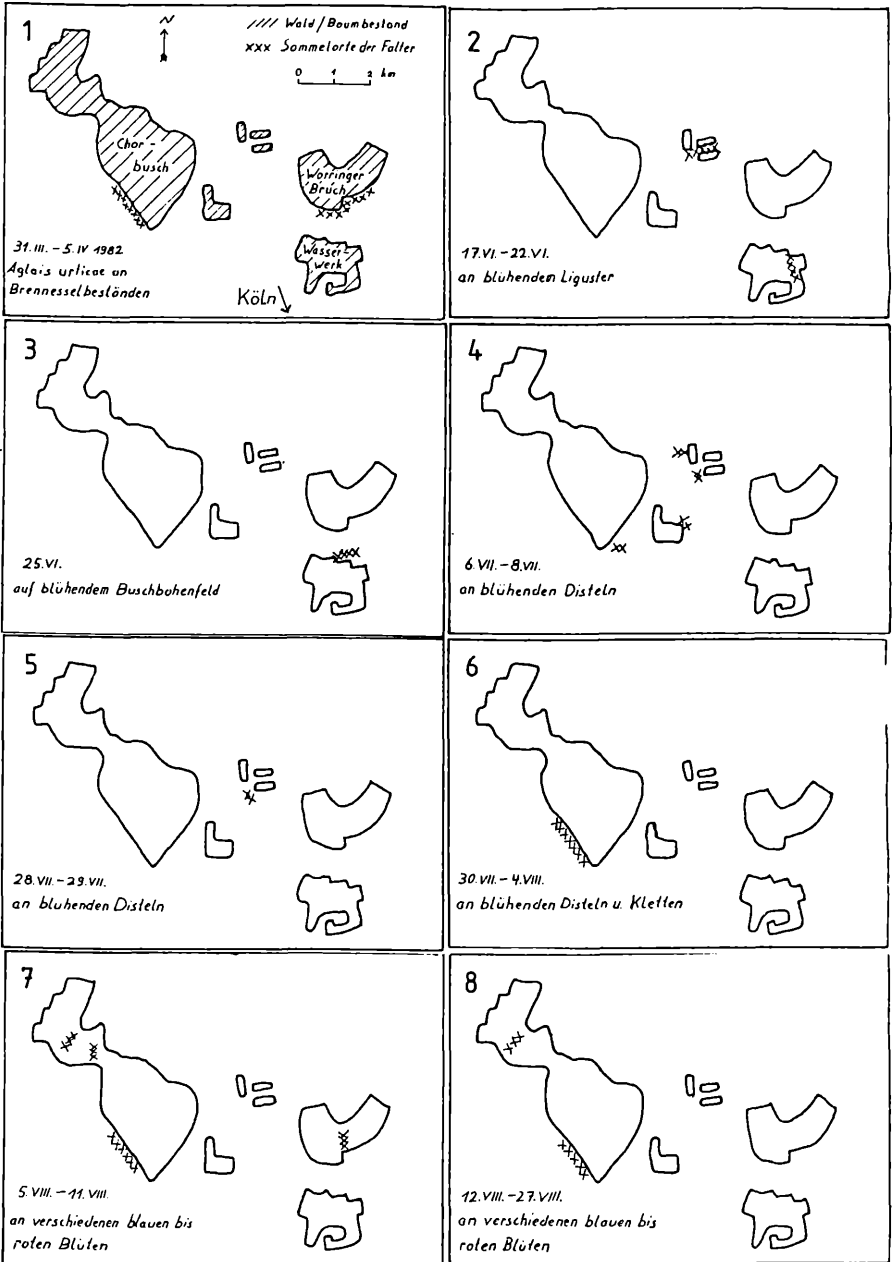 1
N
//// Wald / Baumbestand
xxx Sammelorte der Falter
0 1 2 km
Chor-
busch
Worringer
Bruch
Wasser-
werk
31. III. – 5. IV 1982
Aglais urticae an
Brennesselbeständen
Köln
2
17. VI. – 22. VI.
an blühendem Liguster
3
25. VI.
auf blühendem Buschbohnenfeld
4
6. VII. – 8. VII.
an blühenden Disteln
5
28. VII. – 29. VII.
an blühenden Disteln
6
30. VII. – 4. VIII.
an blühenden Disteln u. Kletten
7
5. VIII. – 11. VIII.
an verschiedenen blauen bis
roten Blüten
8
12. VIII. – 27. VIII.
an verschiedenen blauen bis
roten Blüten